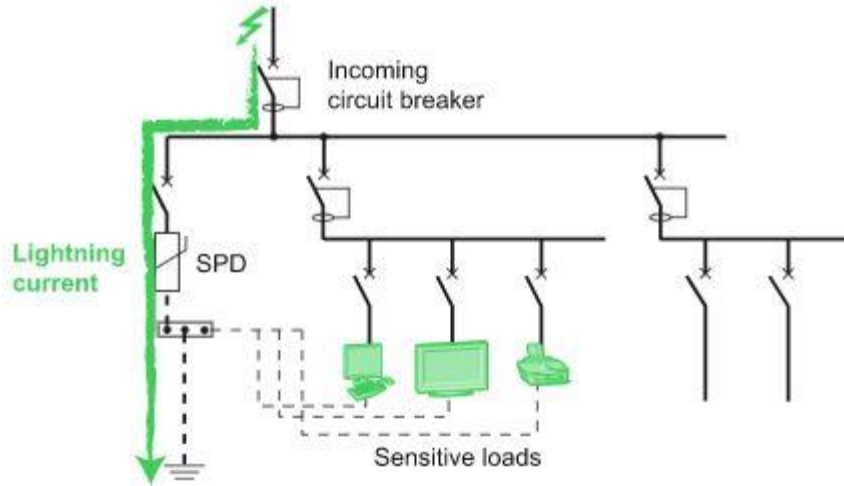 Incoming
circuit breaker
Lightning
current
SPD
Sensitive loads